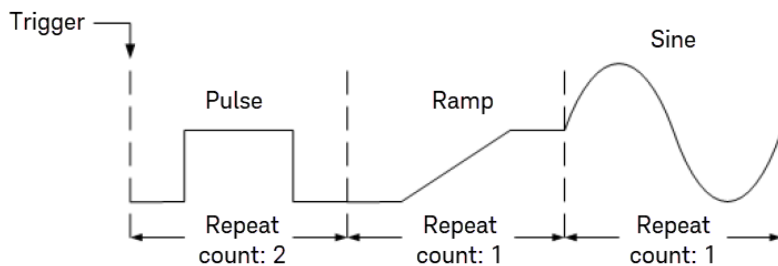 Trigger
Sine
Pulse
Ramp
Repeat
count: 2
Repeat
count: 1
Repeat
count: 1